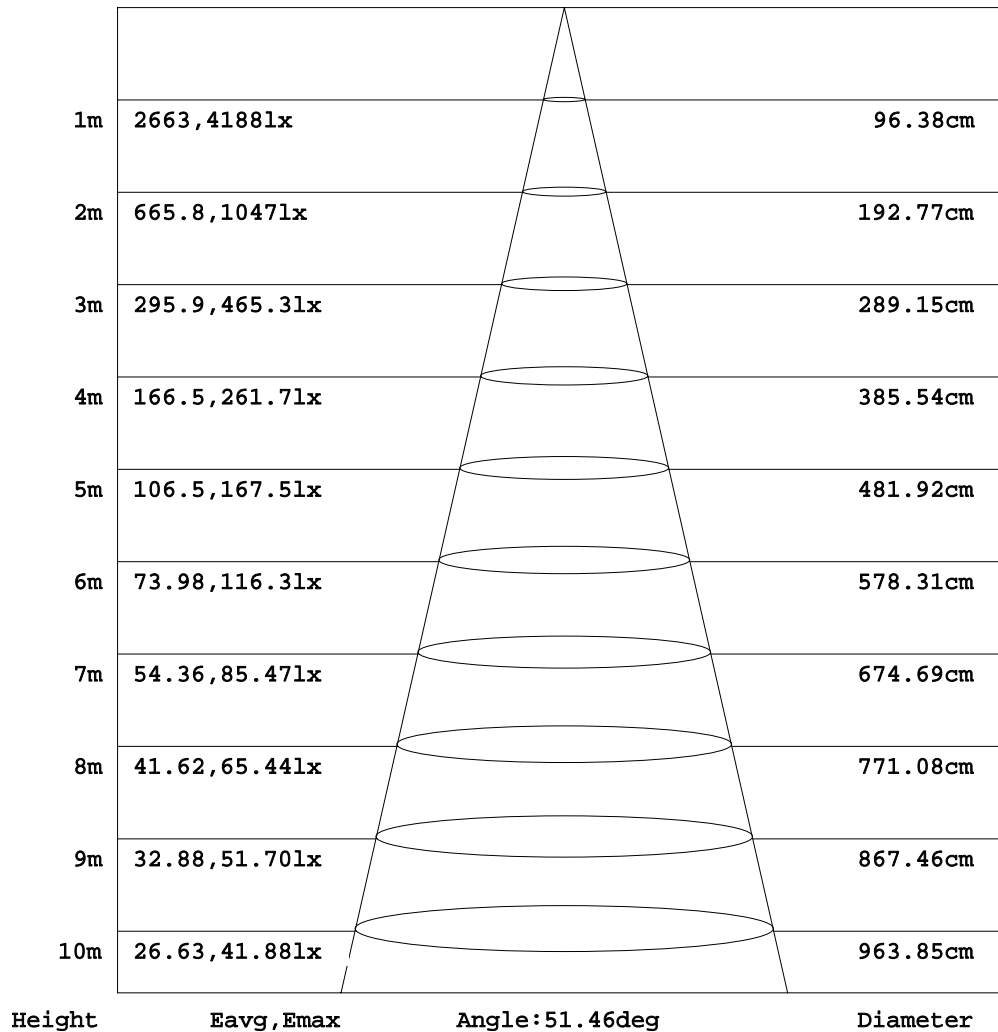 1m 2663,4188lx 96.38cm
2m 665.8,1047lx 192.77cm
3m 295.9,465.3lx 289.15cm
4m 166.5,261.7lx 385.54cm
5m 106.5,167.5lx 481.92cm
6m 73.98,116.3lx 578.31cm
7m 54.36,85.47lx 674.69cm
8m 41.62,65.44lx 771.08cm
9m 32.88,51.70lx 867.46cm
10m 26.63,41.88lx 963.85cm
Height Eavg,Emax Angle:51.46deg Diameter